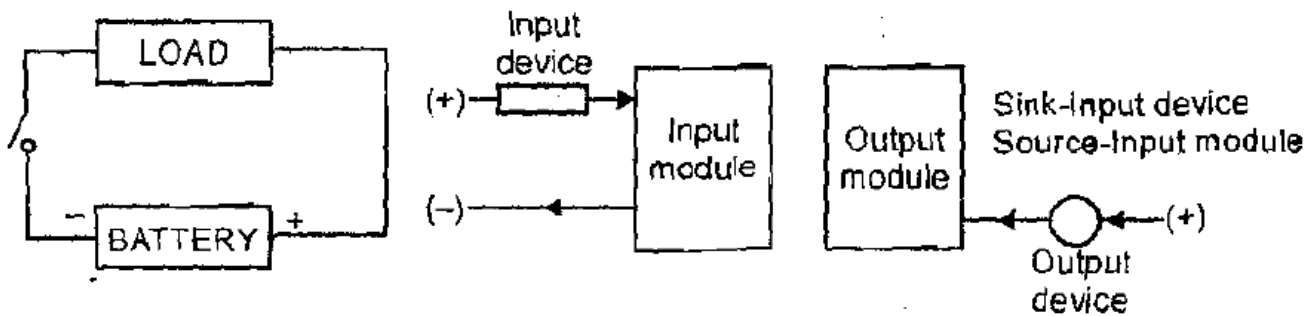 LOAD
− +
BATTERY
Input
device
(+)
(−)
Input
module
Output
module
Sink-Input device
Source-Input module
(+)
Output
device